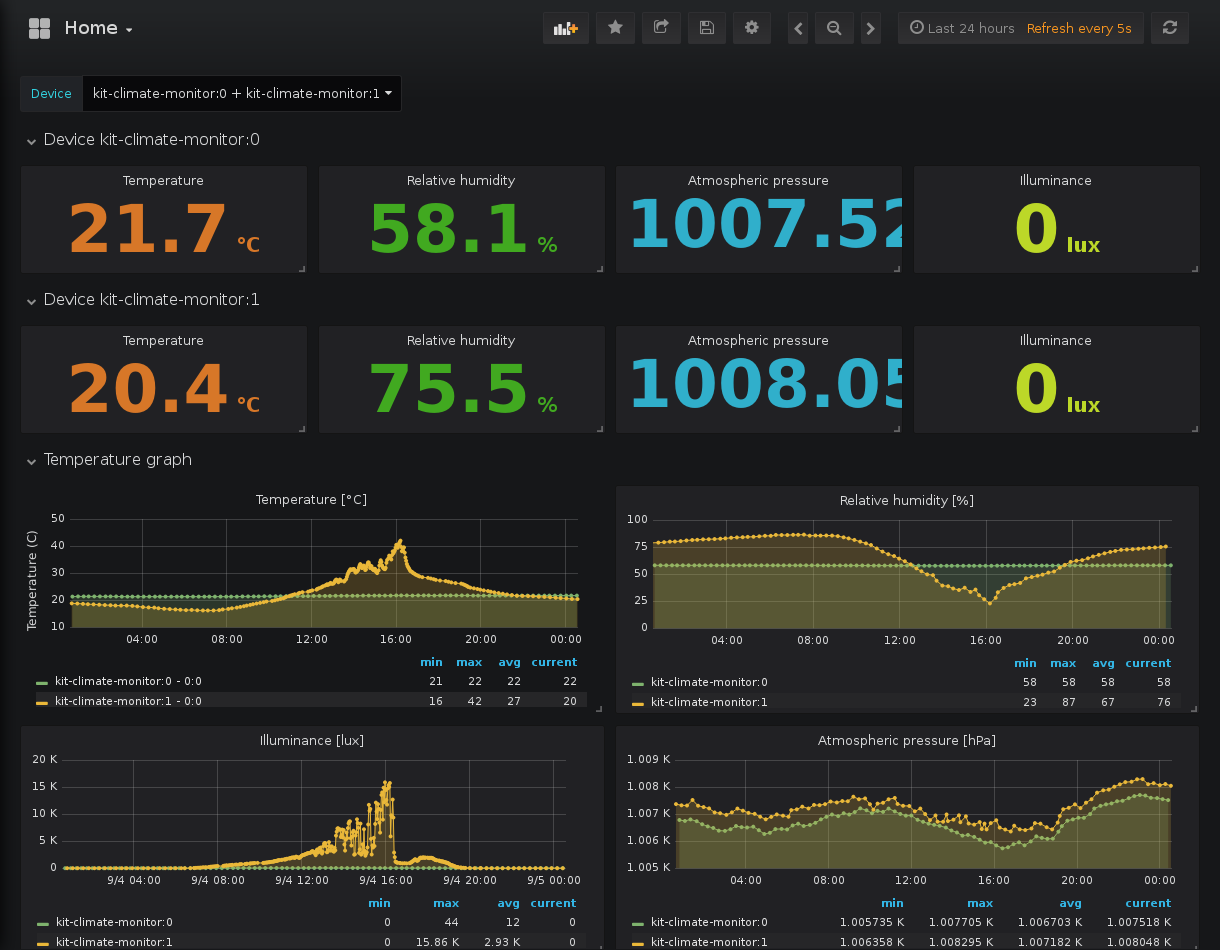 Home
Last 24 hours Refresh every 5s
Device kit-climate-monitor:0 + kit-climate-monitor:1
Device kit-climate-monitor:0
Temperature Relative humidity Atmospheric pressure Illuminance
21.7 °C 58.1 % 1007.52 0 lux
Device kit-climate-monitor:1
Temperature Relative humidity Atmospheric pressure Illuminance
20.4 °C 75.5 % 1008.05 0 lux
Temperature graph
Temperature [°C]
Temperature (C)
50
40
30
20
10
04:00 08:00 12:00 16:00 20:00 00:00
min max avg current
kit-climate-monitor:0 - 0:0 21 22 22 22
kit-climate-monitor:1 - 0:0 16 42 27 20
Relative humidity [%]
100
75
50
25
0
04:00 08:00 12:00 16:00 20:00 00:00
min max avg current
kit-climate-monitor:0 58 58 58 58
kit-climate-monitor:1 23 87 67 76
Illuminance [lux]
20 K
15 K
10 K
5 K
0
9/4 04:00 9/4 08:00 9/4 12:00 9/4 16:00 9/4 20:00 9/5 00:00
min max avg current
kit-climate-monitor:0 0 44 12 0
kit-climate-monitor:1 0 15.86 K 2.93 K 0
Atmospheric pressure [hPa]
1.009 K
1.008 K
1.007 K
1.006 K
1.005 K
04:00 08:00 12:00 16:00 20:00 00:00
min max avg current
kit-climate-monitor:0 1.005735 K 1.007705 K 1.006703 K 1.007518 K
kit-climate-monitor:1 1.006358 K 1.008295 K 1.007182 K 1.008048 K